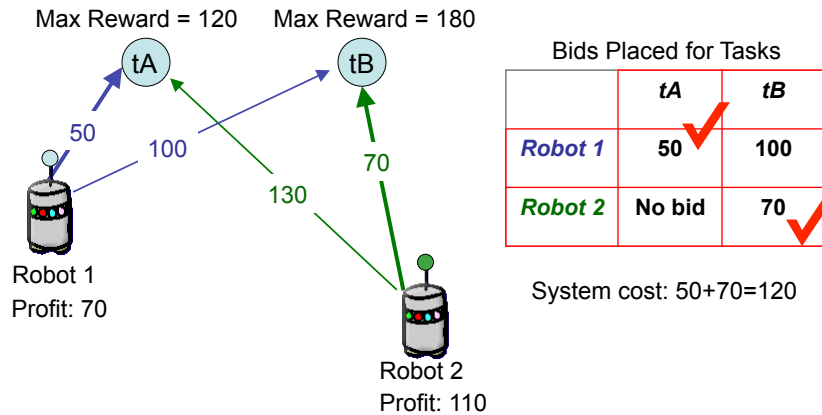 Max Reward = 120 Max Reward = 180
tA tB
50
100
70
130
Robot 1
Profit: 70
Robot 2
Profit: 110
Bids Placed for Tasks
tA tB
Robot 1 50 100
Robot 2 No bid 70
System cost: 50+70=120